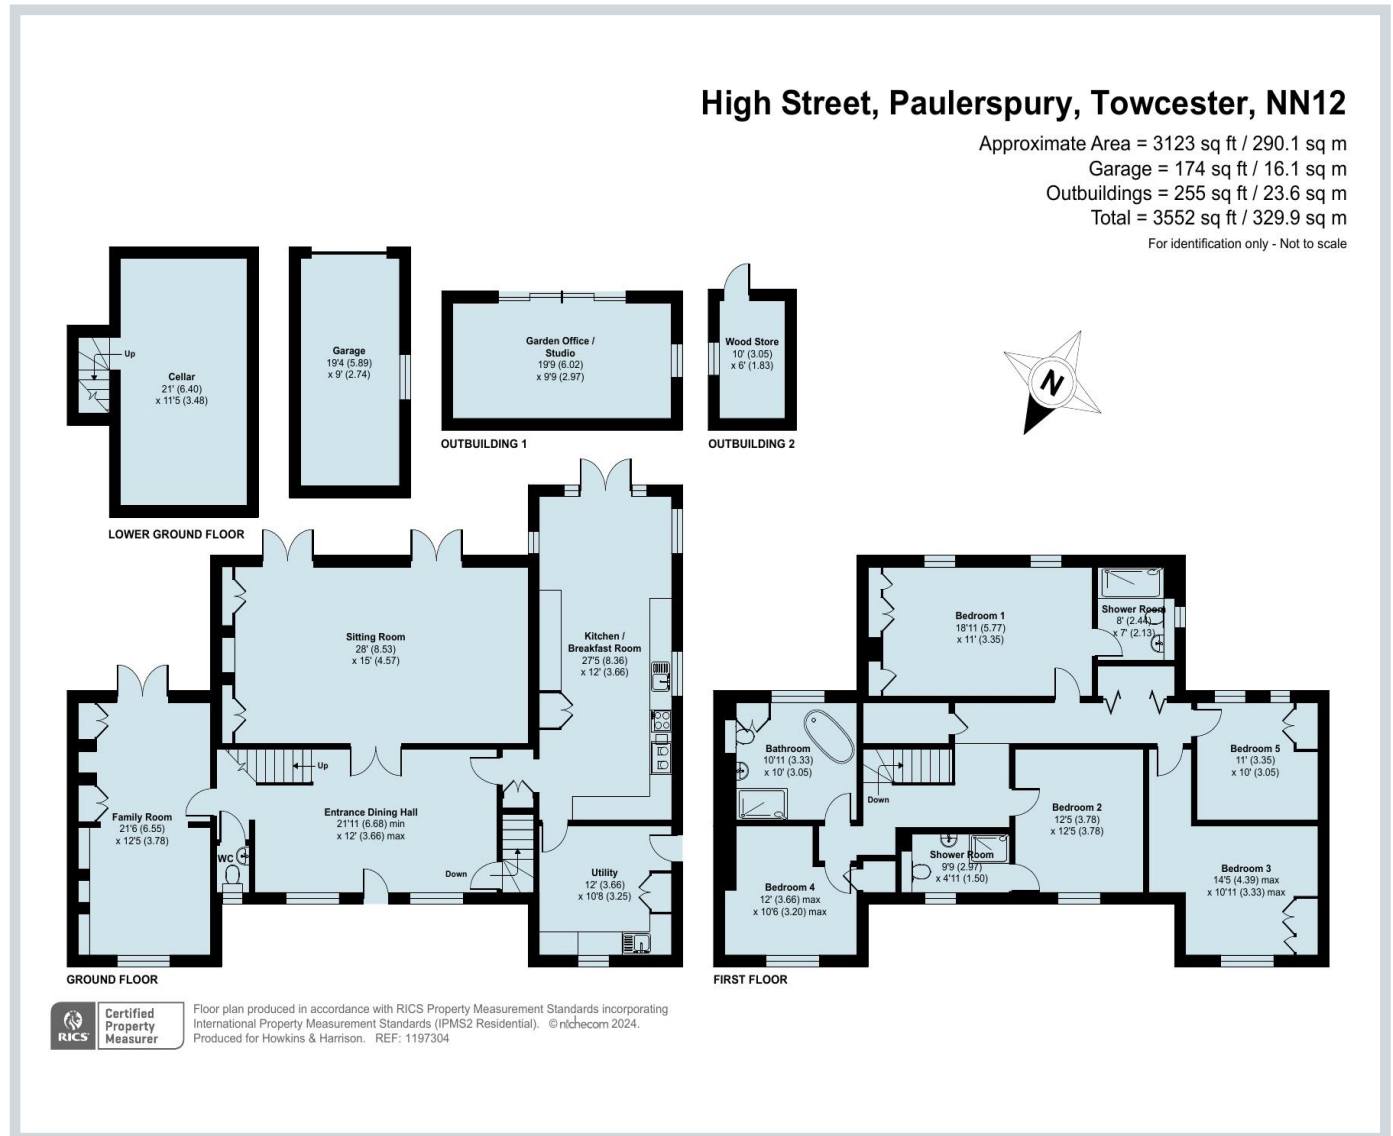 High Street, Paulerspury, Towcester, NN12
Approximate Area = 3123 sq ft / 290.1 sq m
Garage = 174 sq ft / 16.1 sq m
Outbuildings = 255 sq ft / 23.6 sq m
Total = 3552 sq ft / 329.9 sq m
For identification only - Not to scale
Up
Cellar
21' (6.40)
x 11'5 (3.48)
LOWER GROUND FLOOR
Garage
19'4 (5.89)
x 9' (2.74)
Garden Office /
Studio
19'9 (6.02)
x 9'9 (2.97)
OUTBUILDING 1
Wood Store
10' (3.05)
x 6' (1.83)
OUTBUILDING 2
N
Sitting Room
28' (8.53)
x 15' (4.57)
Kitchen /
Breakfast Room
27'5 (8.36)
x 12' (3.66)
Up
Entrance Dining Hall
21'11 (6.68) min
x 12' (3.66) max
Family Room
21'6 (6.55)
x 12'5 (3.78)
WC
Down
Utility
12' (3.66)
x 10'8 (3.25)
GROUND FLOOR
Bedroom 1
18'11 (5.77)
x 11' (3.35)
Shower Room
8' (2.44)
x 7' (2.13)
Bathroom
10'11 (3.33)
x 10' (3.05)
Down
Bedroom 5
11' (3.35)
x 10' (3.05)
Bedroom 2
12'5 (3.78)
x 12'5 (3.78)
Shower Room
9'9 (2.97)
x 4'11 (1.50)
Bedroom 4
12' (3.66) max
x 10'6 (3.20) max
Bedroom 3
14'5 (4.39) max
x 10'11 (3.33) max
FIRST FLOOR
RICS
Certified
Property
Measurer
Floor plan produced in accordance with RICS Property Measurement Standards incorporating
International Property Measurement Standards (IPMS2 Residential). © nichecom 2024.
Produced for Howkins & Harrison. REF: 1197304